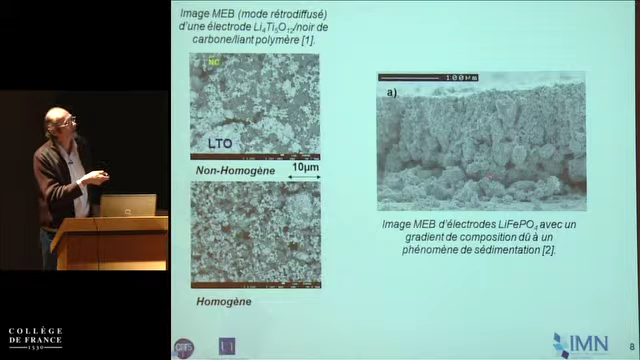 Image MEB (mode rétrodiffusé)
d'une électrode Li₄Ti₅O₁₂/noir de
carbone/liant polymère [1].
NC
LTO
Non-Homogène
10µm
Homogène
100µm
a)
Image MEB d'électrodes LiFePO₄ avec un
gradient de composition dû à un
phénomène de sédimentation [2].
COLLÈGE
DE FRANCE
1530
cnrs
IMN
8